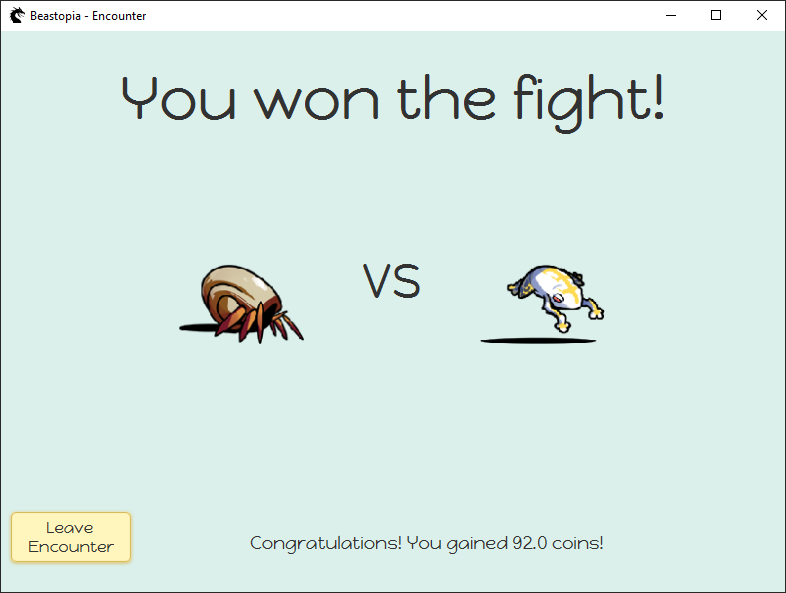 Beastopia - Encounter
You won the fight!
VS
Leave
Encounter
Congratulations! You gained 92.0 coins!